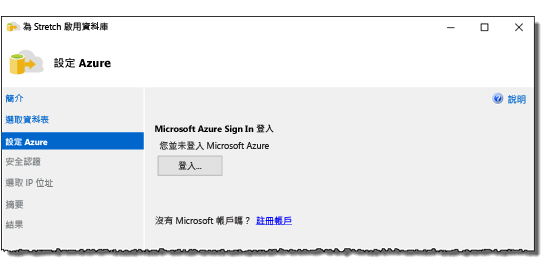 為 Stretch 啟用資料庫
設定 Azure
簡介
說明
選取資料表
設定 Azure
安全認證
選取 IP 位址
摘要
結果
Microsoft Azure Sign In 登入
您並未登入 Microsoft Azure
登入...
沒有 Microsoft 帳戶嗎？ 註冊帳戶